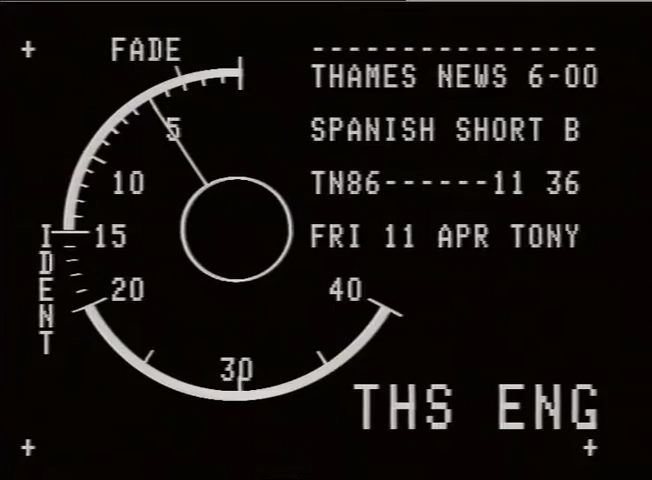 FADE
----------------
THAMES NEWS 6-00
5
SPANISH SHORT B
10
TN86------11 36
15
FRI 11 APR TONY
IDENT
20
40
30
THS ENG